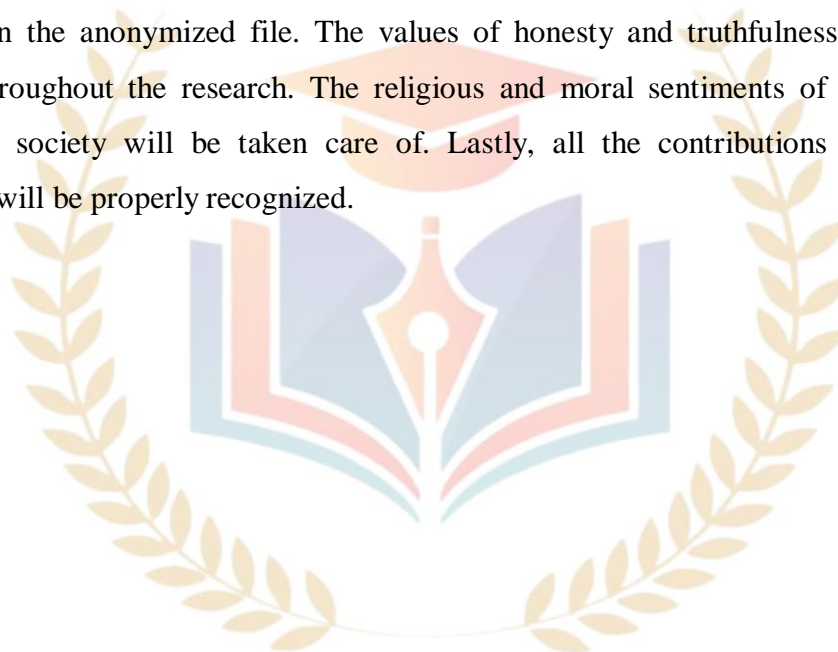 n the anonymized file. The values of honesty and truthfulness
roughout the research. The religious and moral sentiments of
society will be taken care of. Lastly, all the contributions
will be properly recognized.